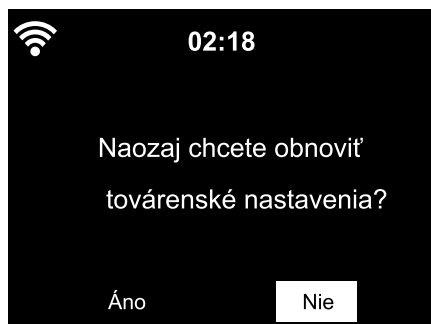 02:18
Naozaj chcete obnoviť
továrenské nastavenia?
Áno Nie